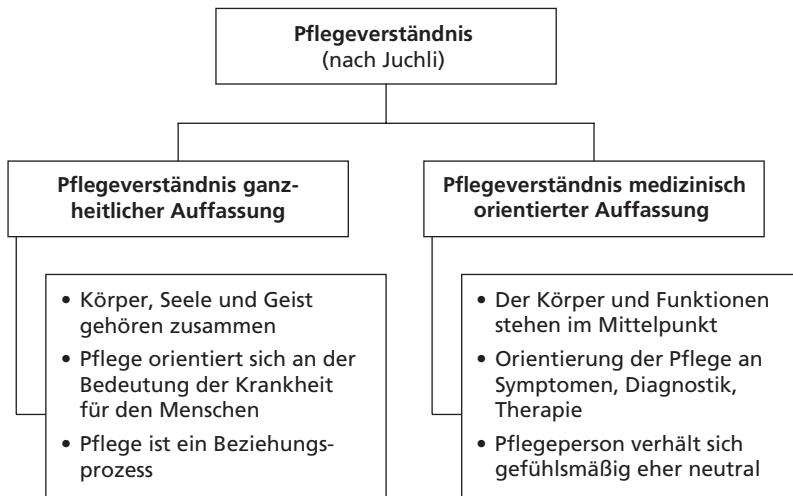 Pflegeverständnis
(nach Juchli)
Pflegeverständnis ganz-
heitlicher Auffassung
Pflegeverständnis medizinisch
orientierter Auffassung
• Körper, Seele und Geist
gehören zusammen
• Pflege orientiert sich an der
Bedeutung der Krankheit
für den Menschen
• Pflege ist ein Beziehungs-
prozess
• Der Körper und Funktionen
stehen im Mittelpunkt
• Orientierung der Pflege an
Symptomen, Diagnostik,
Therapie
• Pflegeperson verhält sich
gefühlsmäßig eher neutral